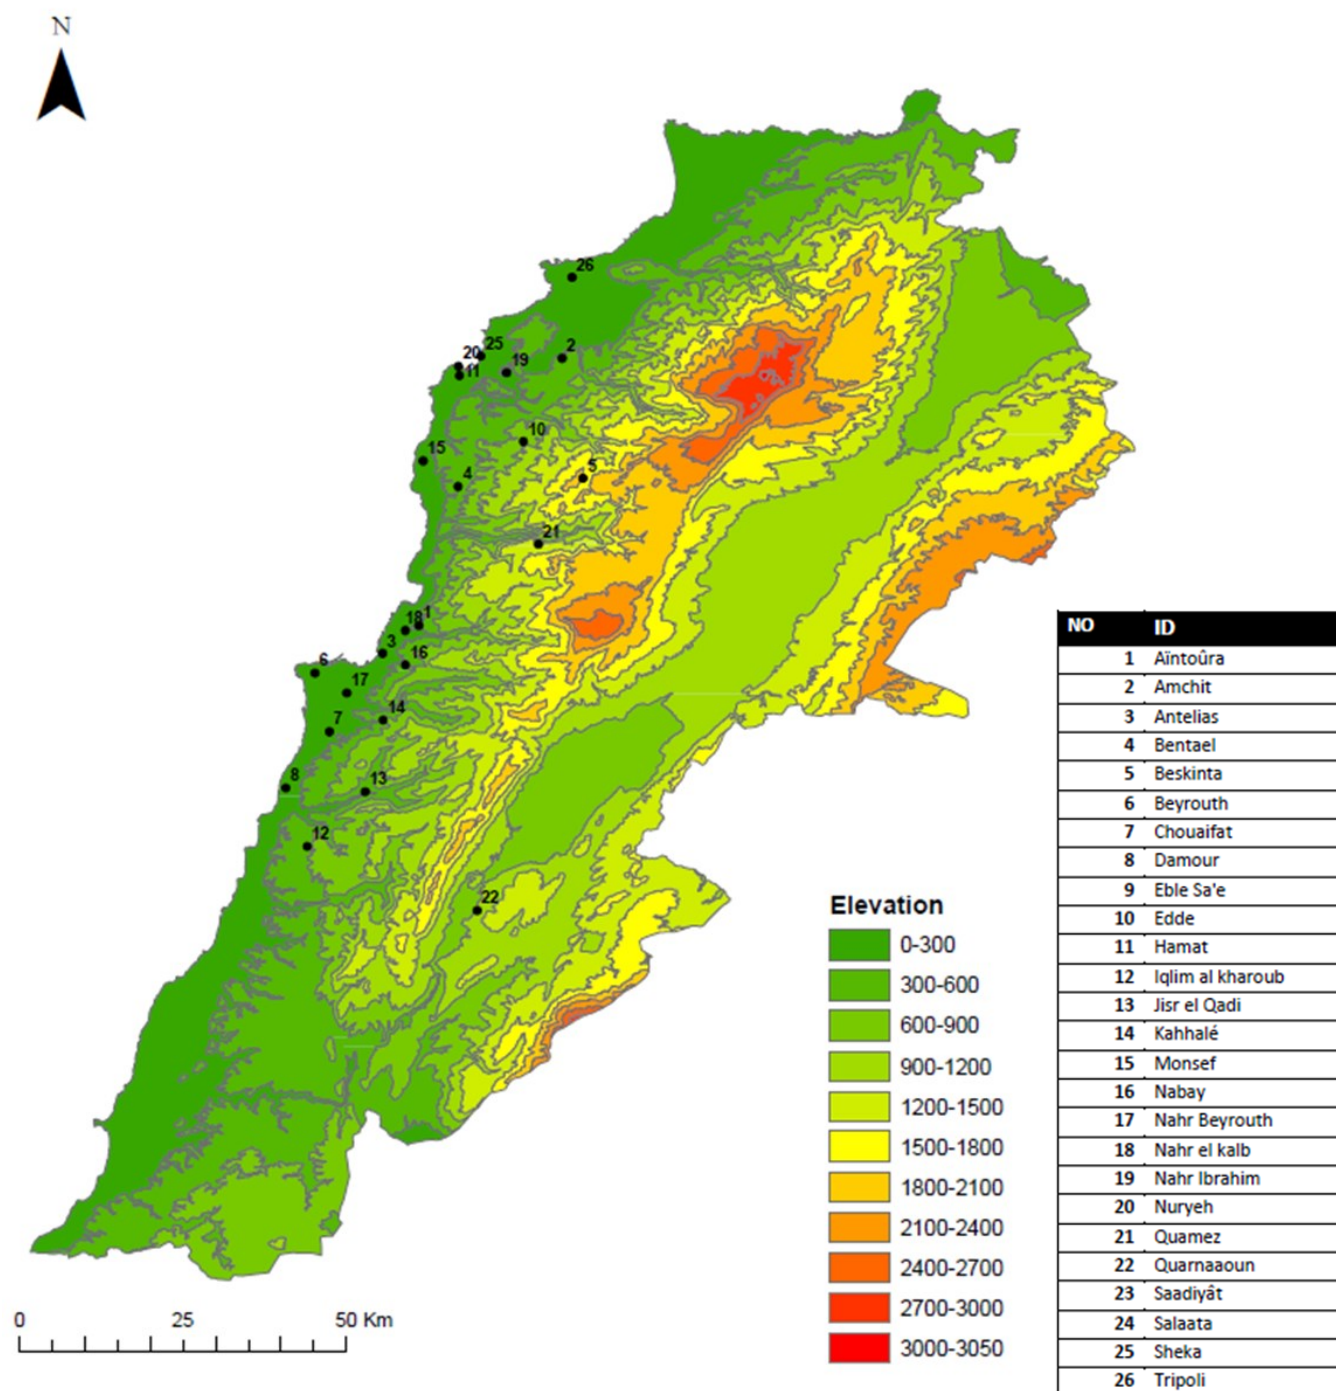 N
26
25
20
2
19
11
10
15
5
4
21
1
18
3
16
6
17
14
7
8
13
12
22
NO ID
1 Aïntoûra
2 Amchit
3 Antelias
4 Bentael
5 Beskinta
6 Beyrouth
7 Chouaifat
8 Damour
9 Eble Sa'e
10 Edde
11 Hamat
12 Iqlim al kharoub
13 Jisr el Qadi
14 Kahhalé
15 Monsef
16 Nabay
17 Nahr Beyrouth
18 Nahr el kalb
19 Nahr Ibrahim
20 Nuryeh
21 Quamez
22 Quarnaaoun
23 Saadiyât
24 Salaata
25 Sheka
26 Tripoli
Elevation
0-300
300-600
600-900
900-1200
1200-1500
1500-1800
1800-2100
2100-2400
2400-2700
2700-3000
3000-3050
0 25 50 Km